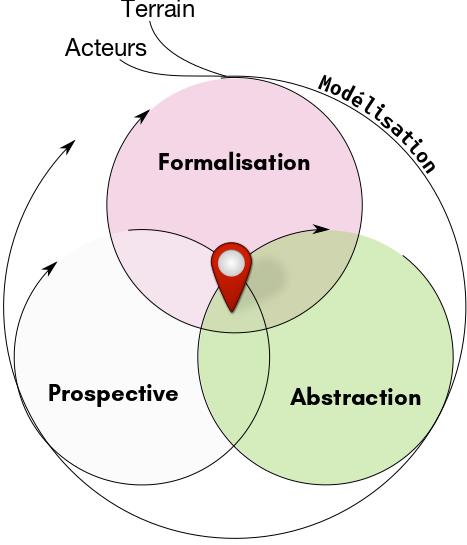 Terrain
Acteurs
Modélisation
Formalisation
Prospective
Abstraction